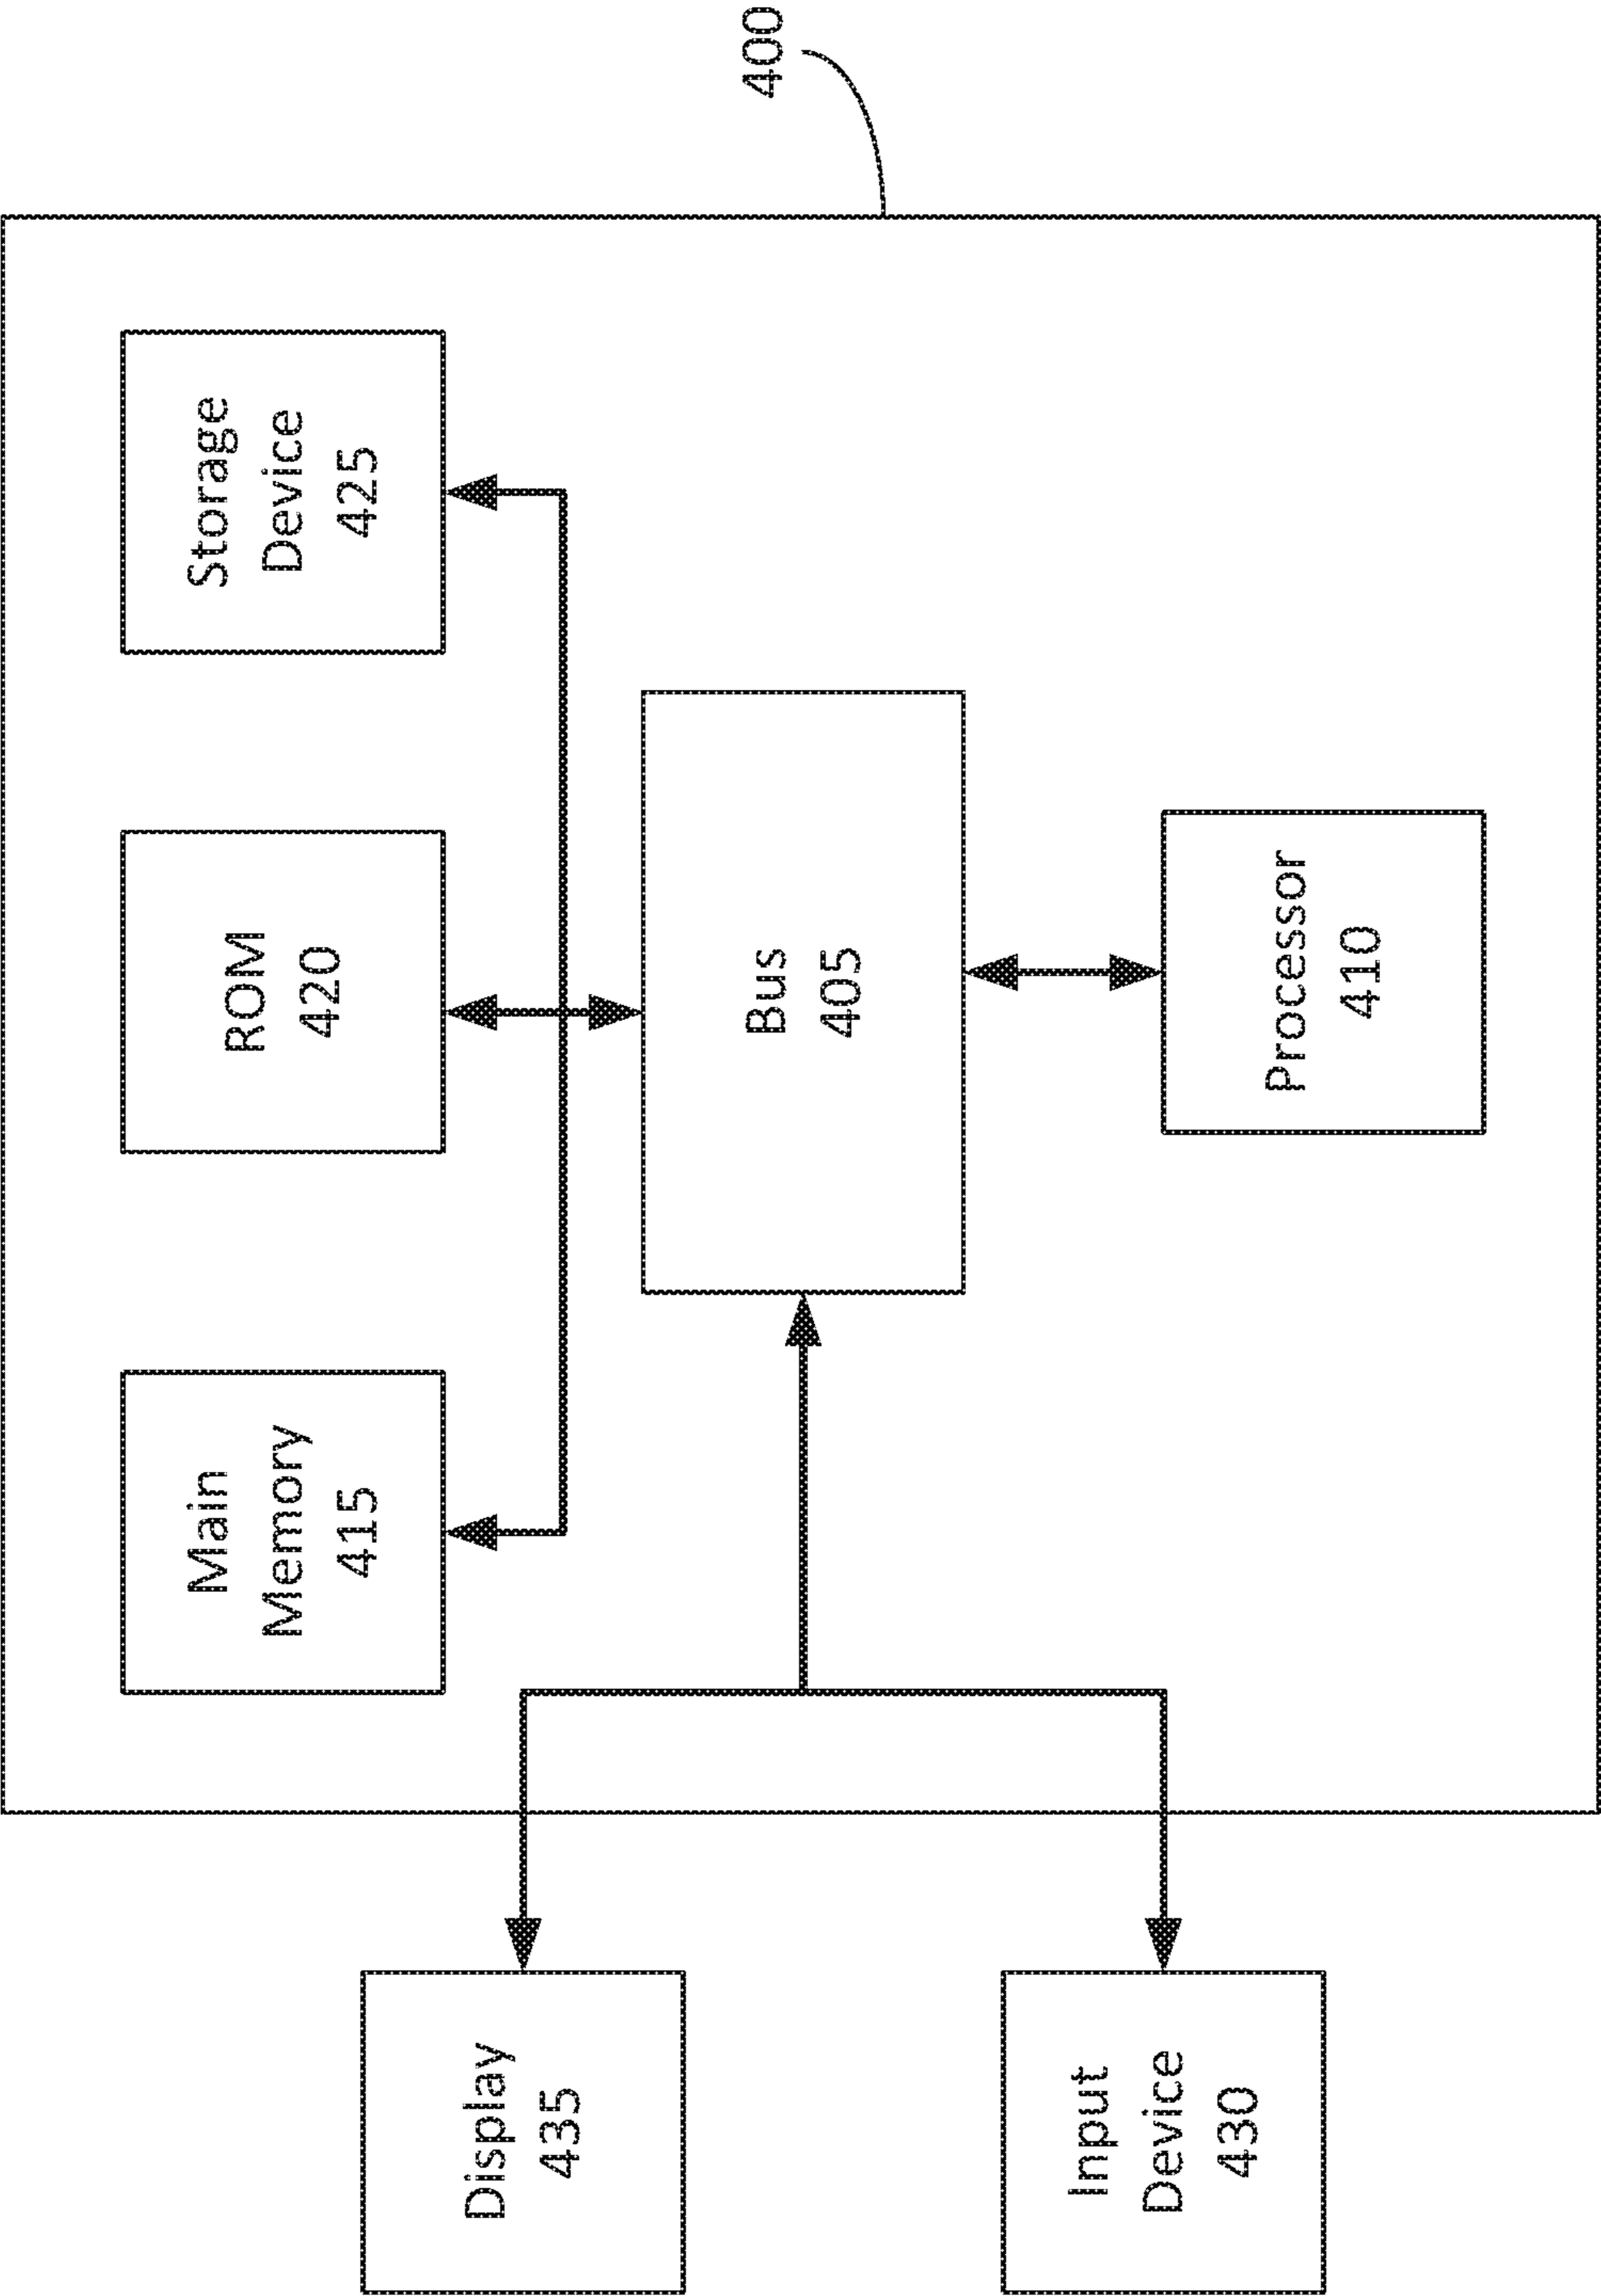 400
Main
Memory
415
ROM
420
Storage
Device
425
Display
435
Bus
405
Input
Device
430
Processor
410